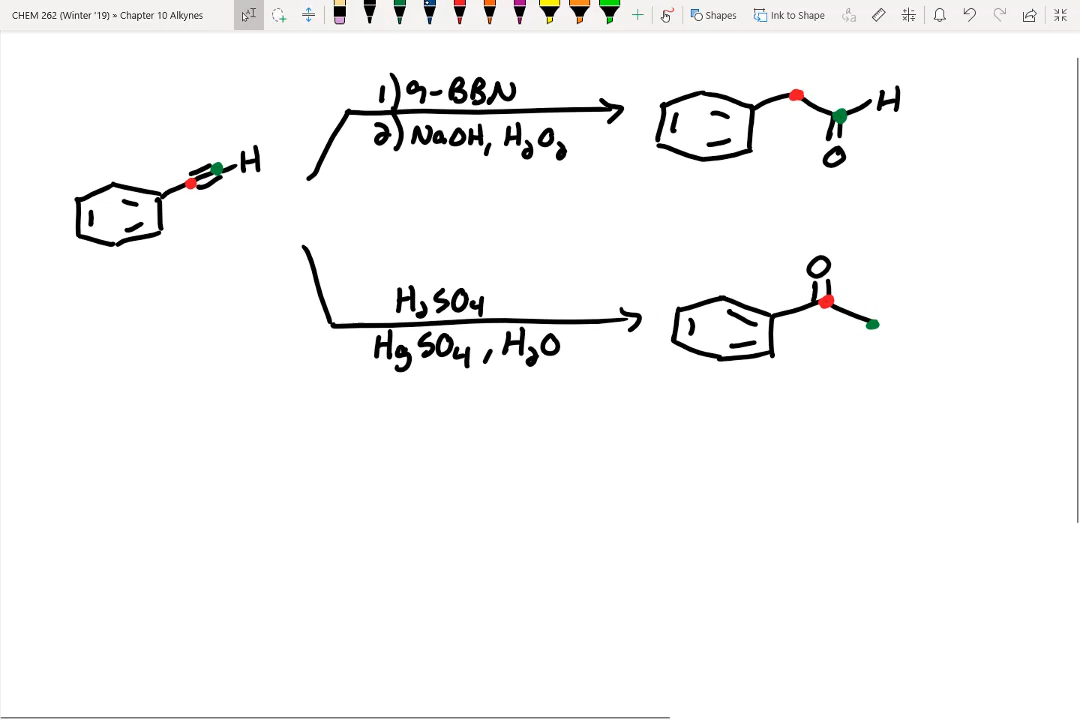 CHEM 262 (Winter '19) » Chapter 10 Alkynes
Shapes
Ink to Shape
1) 9-BBN
2) NaOH, H₂O₂
H
O
H
H₂SO₄
HgSO₄, H₂O
O